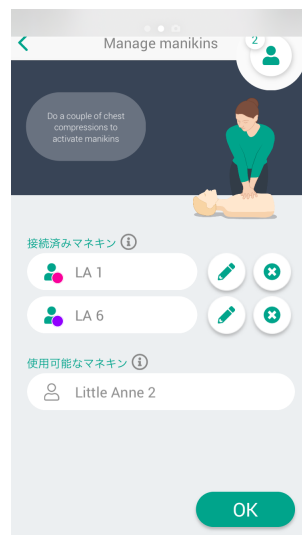 Manage manikins
2
Do a couple of chest
compressions to
activate manikins
接続済みマネキン
LA 1
LA 6
使用可能なマネキン
Little Anne 2
OK